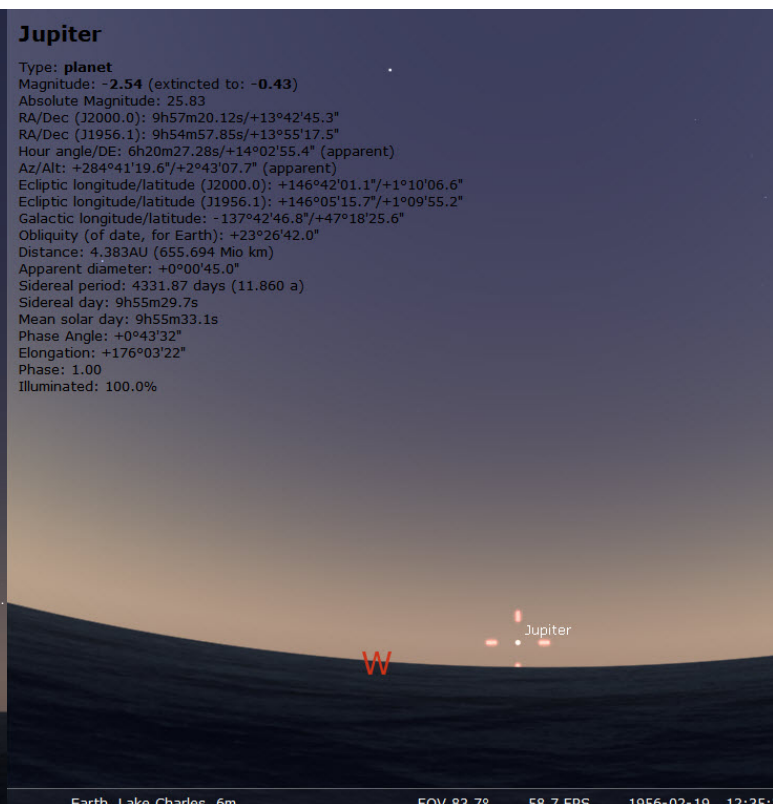 Jupiter
Type: planet
Magnitude: -2.54 (extincted to: -0.43)
Absolute Magnitude: 25.83
RA/Dec (J2000.0): 9h57m20.12s/+13°42'45.3"
RA/Dec (J1956.1): 9h54m57.85s/+13°55'17.5"
Hour angle/DE: 6h20m27.28s/+14°02'55.4" (apparent)
Az/Alt: +284°41'19.6"/+2°43'07.7" (apparent)
Ecliptic longitude/latitude (J2000.0): +146°42'01.1"/+1°10'06.6"
Ecliptic longitude/latitude (J1956.1): +146°05'15.7"/+1°09'55.2"
Galactic longitude/latitude: -137°42'46.8"/+47°18'25.6"
Obliquity (of date, for Earth): +23°26'42.0"
Distance: 4.383AU (655.694 Mio km)
Apparent diameter: +0°00'45.0"
Sidereal period: 4331.87 days (11.860 a)
Sidereal day: 9h55m29.7s
Mean solar day: 9h55m33.1s
Phase Angle: +0°43'32"
Elongation: +176°03'22"
Phase: 1.00
Illuminated: 100.0%
Jupiter
W
Earth, Lake Charles, 6m FOV 83.7° 58.7 FPS 1956-02-19 12:35: